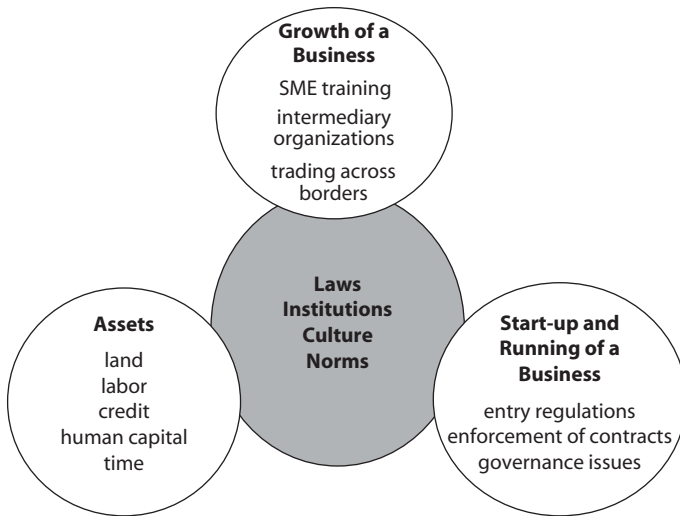 Growth of a
Business
SME training
intermediary
organizations
trading across
borders
Laws
Institutions
Culture
Norms
Assets
land
labor
credit
human capital
time
Start-up and
Running of a
Business
entry regulations
enforcement of contracts
governance issues